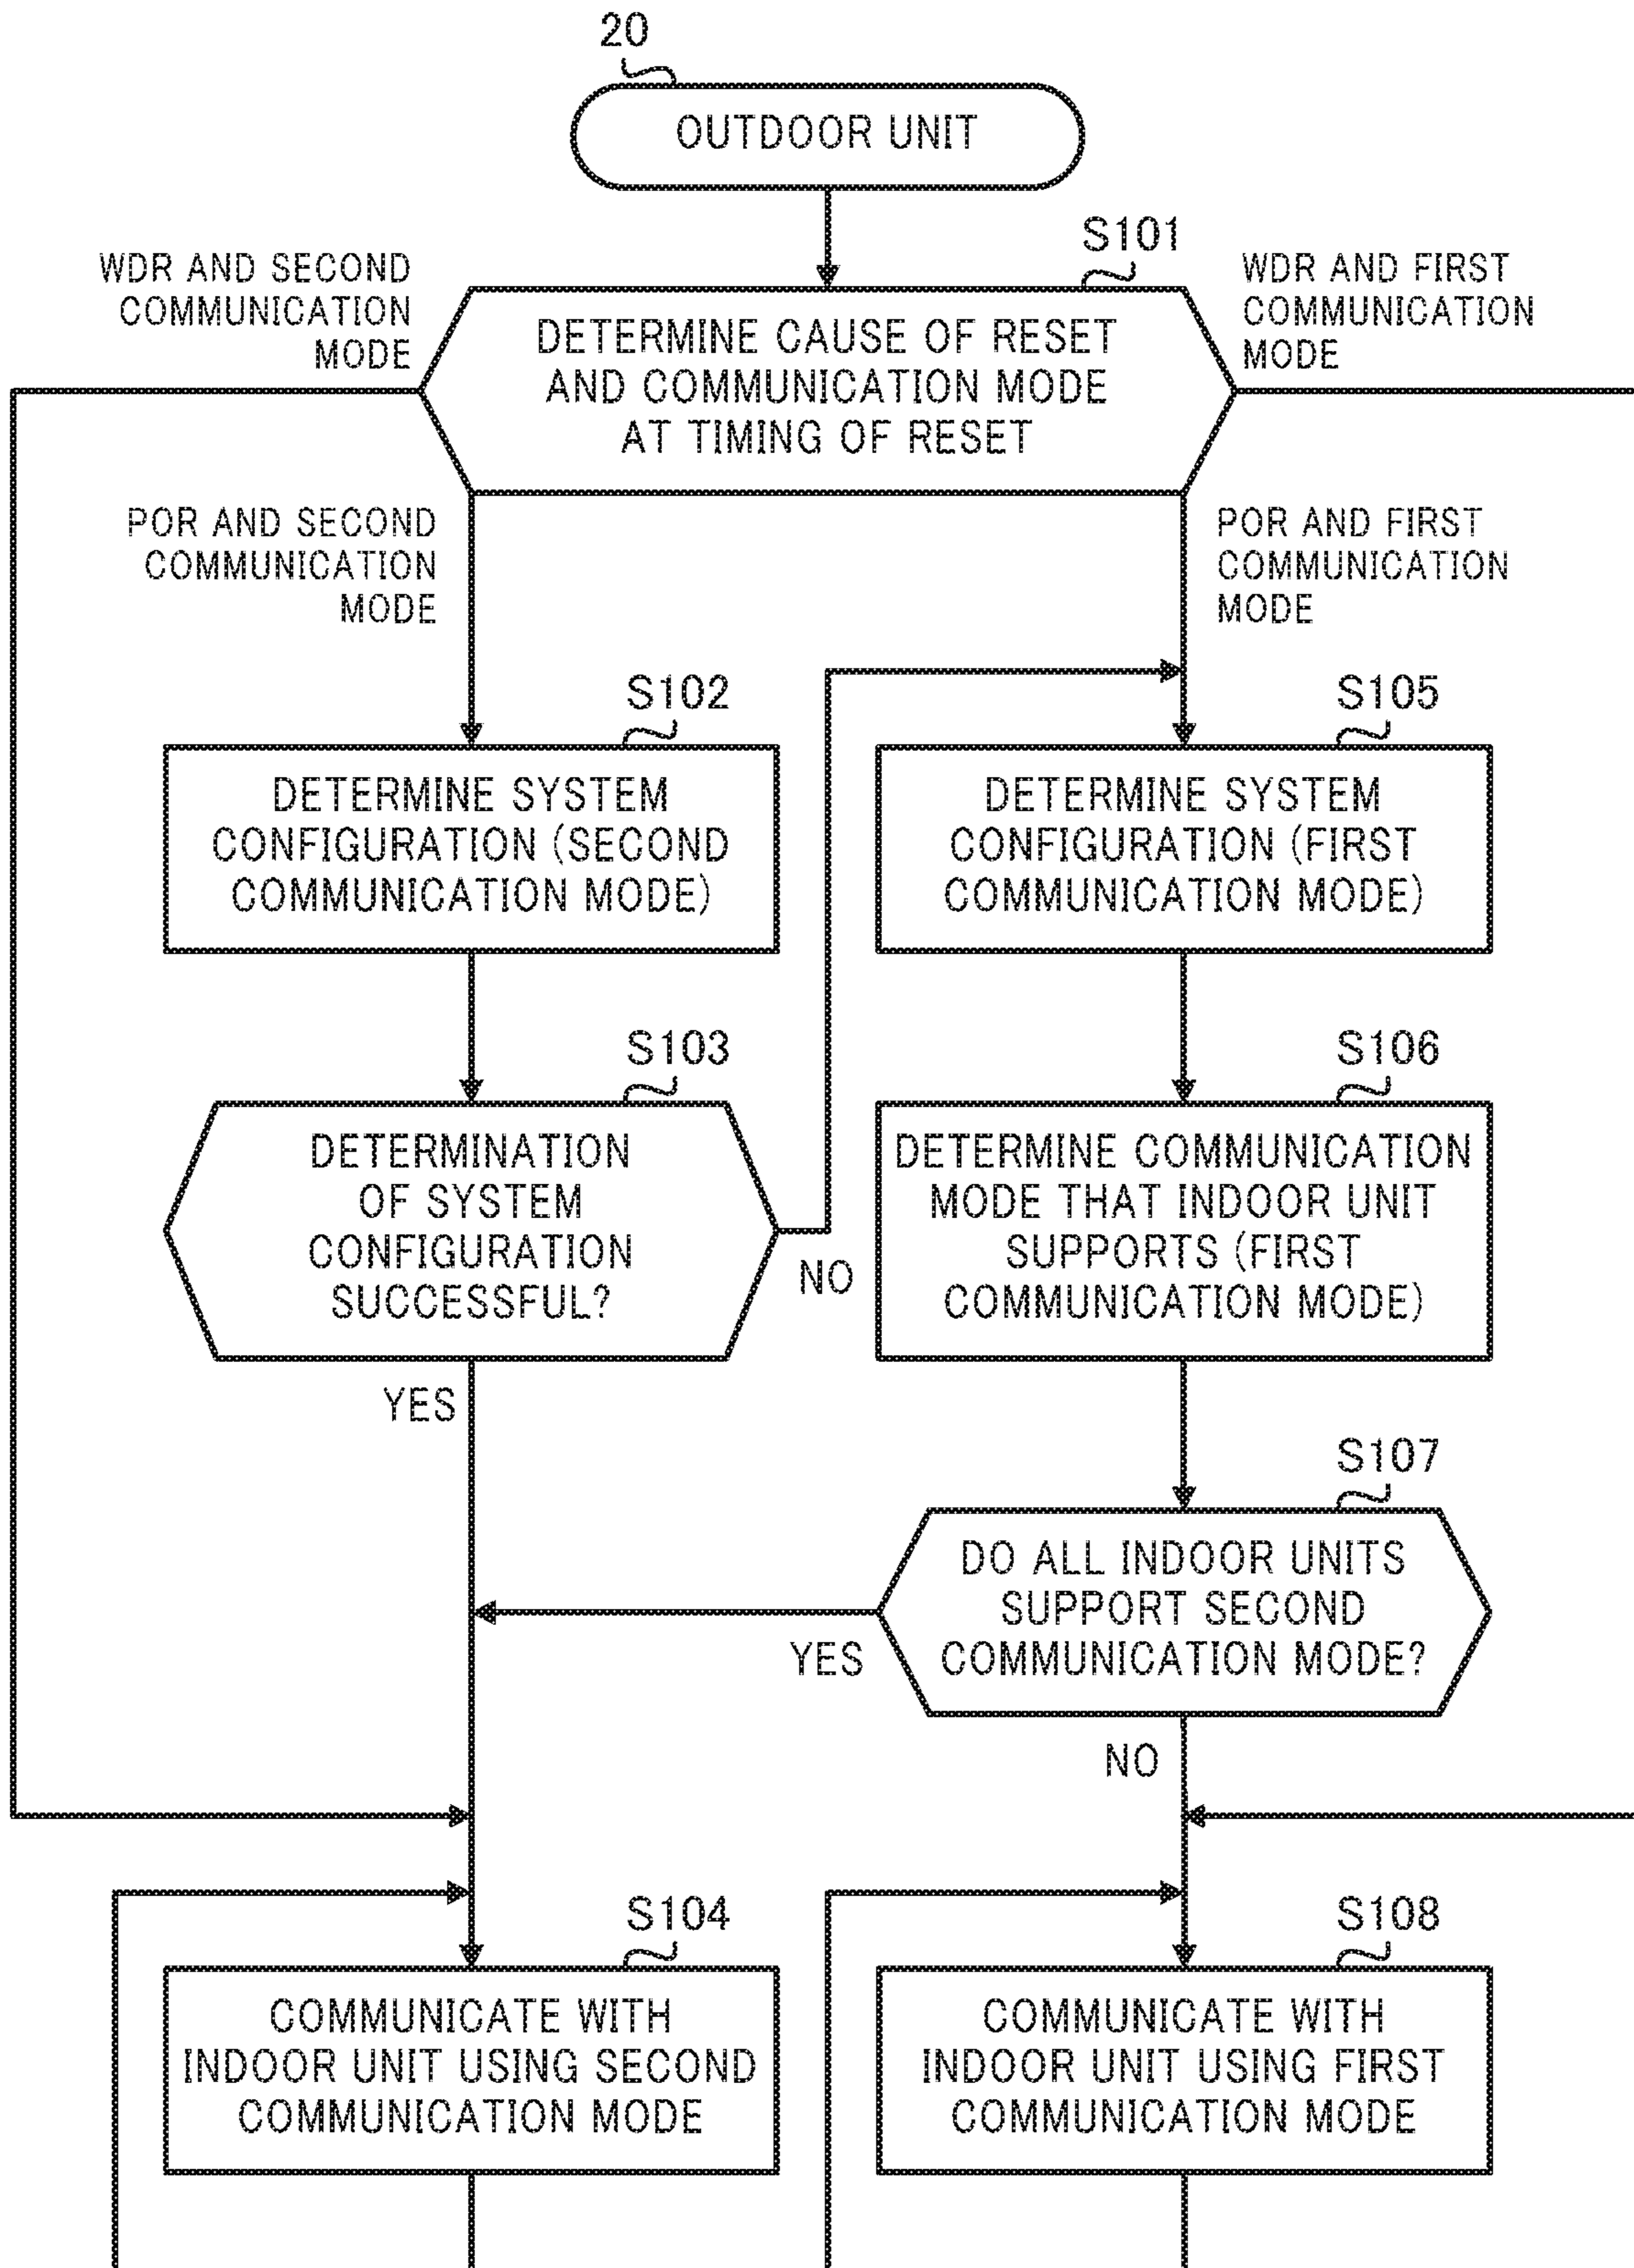 20
OUTDOOR UNIT
S101
WDR AND SECOND
COMMUNICATION
MODE
DETERMINE CAUSE OF RESET
AND COMMUNICATION MODE
AT TIMING OF RESET
WDR AND FIRST
COMMUNICATION
MODE
POR AND SECOND
COMMUNICATION
MODE
POR AND FIRST
COMMUNICATION
MODE
S102
DETERMINE SYSTEM
CONFIGURATION (SECOND
COMMUNICATION MODE)
S105
DETERMINE SYSTEM
CONFIGURATION (FIRST
COMMUNICATION MODE)
S103
DETERMINATION
OF SYSTEM
CONFIGURATION
SUCCESSFUL?
NO
YES
S106
DETERMINE COMMUNICATION
MODE THAT INDOOR UNIT
SUPPORTS (FIRST
COMMUNICATION MODE)
S107
DO ALL INDOOR UNITS
SUPPORT SECOND
COMMUNICATION MODE?
YES
NO
S104
COMMUNICATE WITH
INDOOR UNIT USING SECOND
COMMUNICATION MODE
S108
COMMUNICATE WITH
INDOOR UNIT USING FIRST
COMMUNICATION MODE